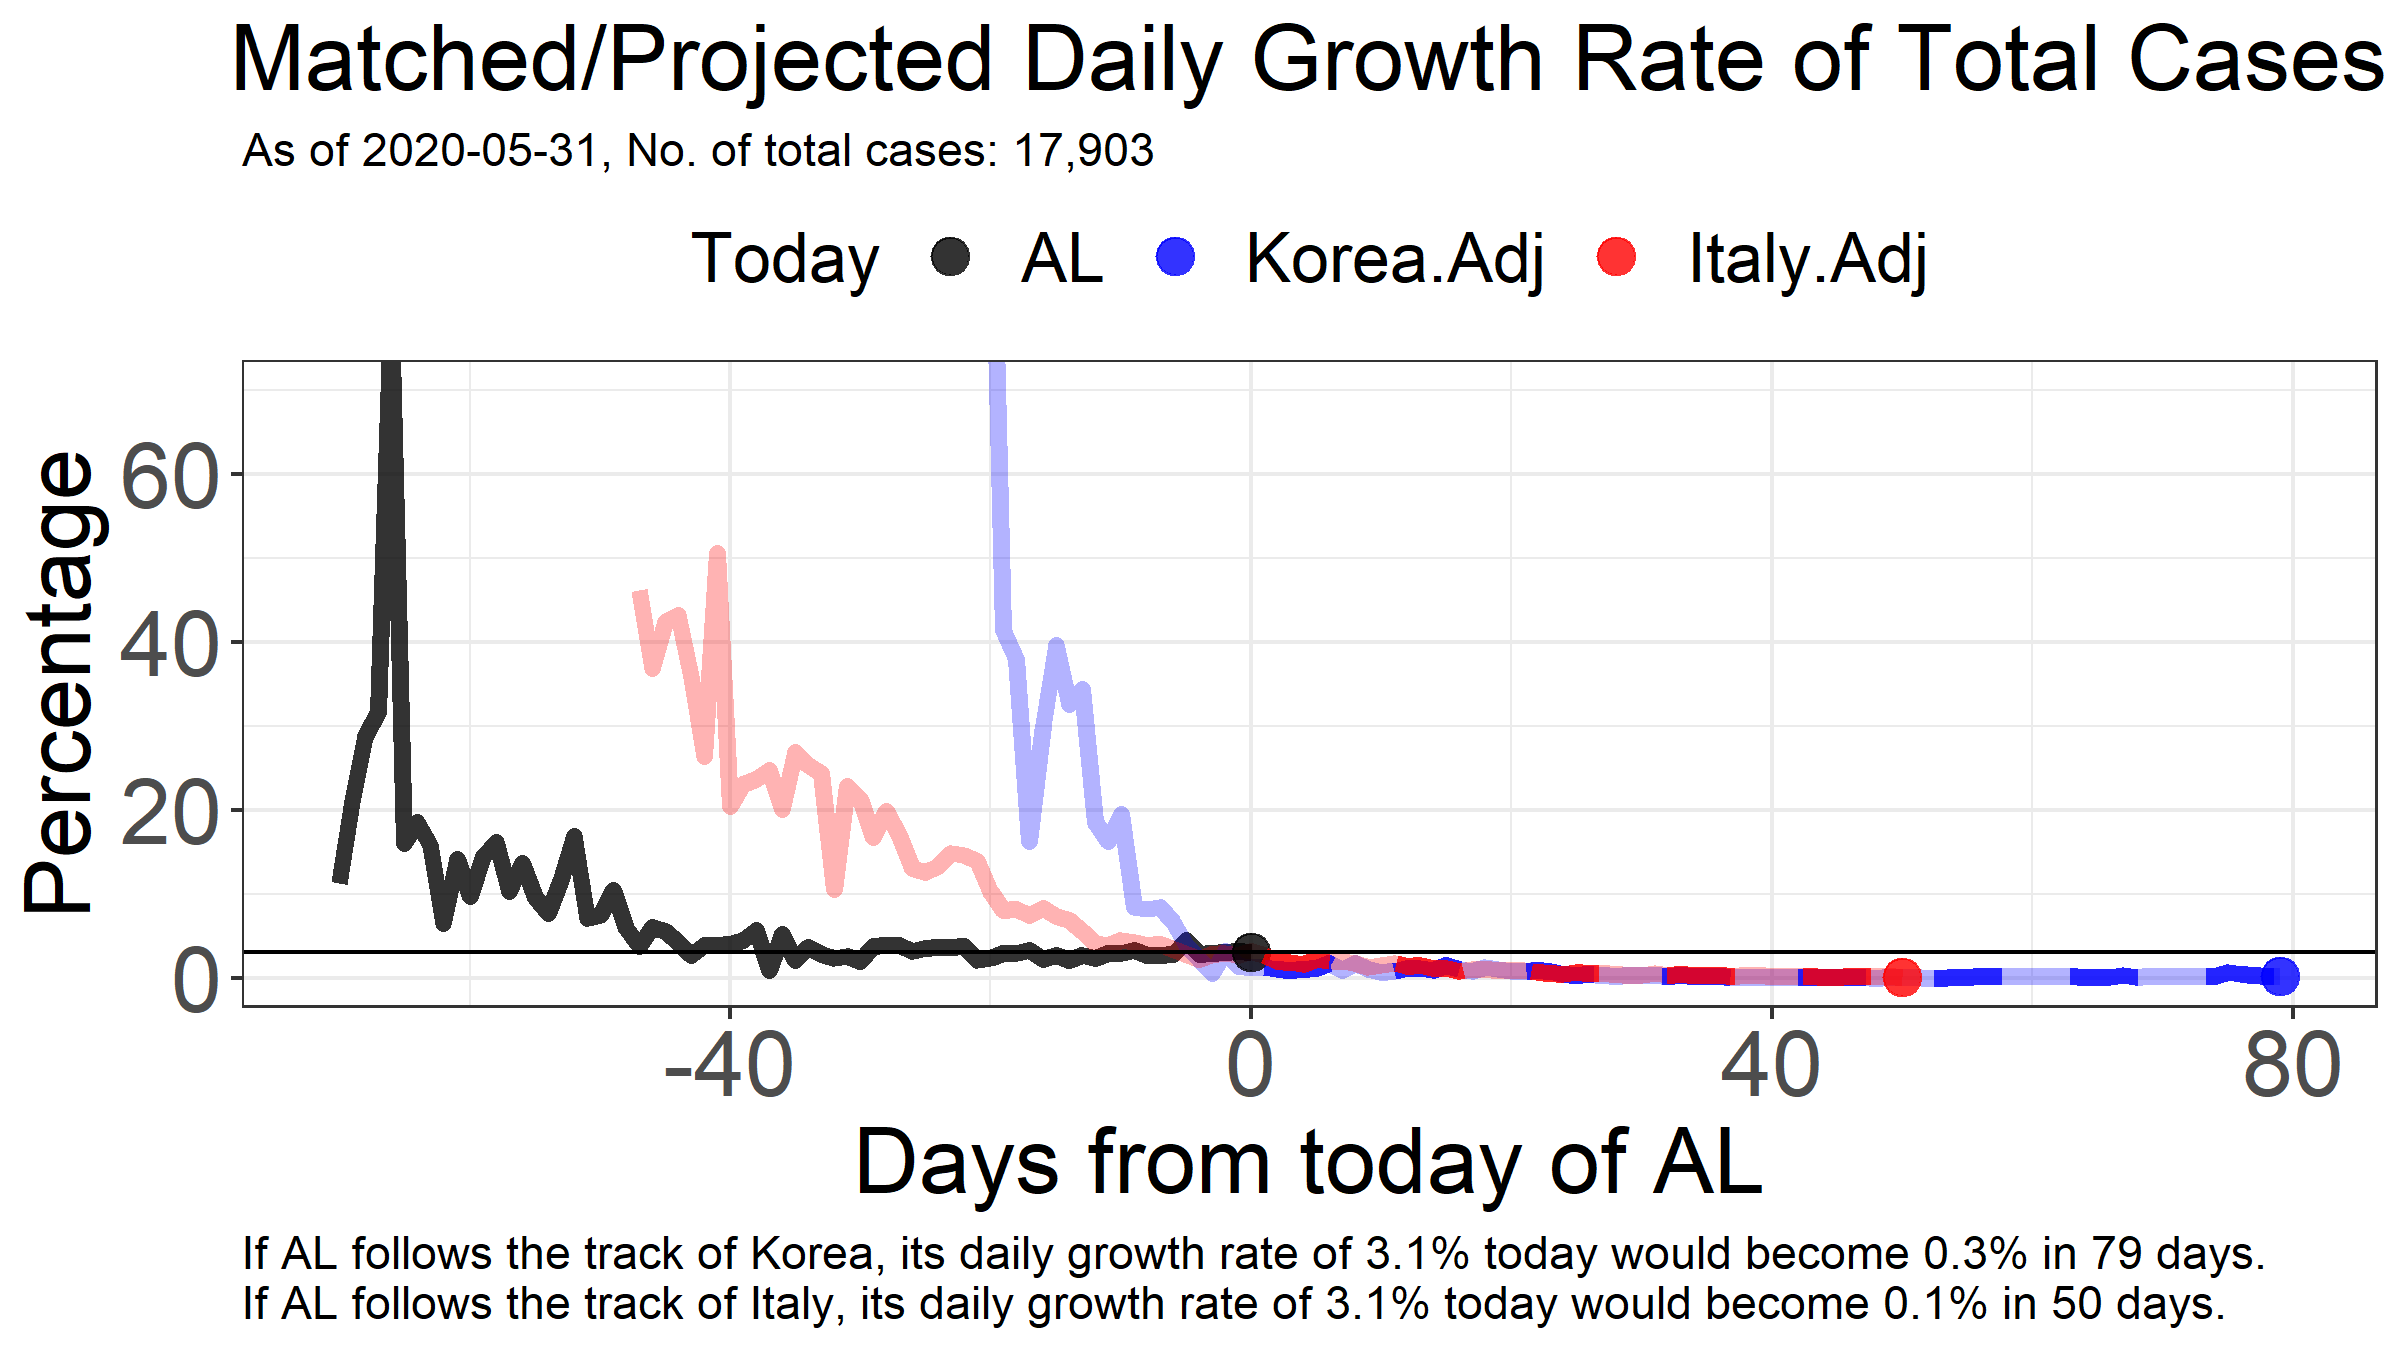 Matched/Projected Daily Growth Rate of Total Cases
As of 2020-05-31, No. of total cases: 17,903
Today AL Korea.Adj Italy.Adj
Percentage
60
40
20
0
-40 0 40 80
Days from today of AL
If AL follows the track of Korea, its daily growth rate of 3.1% today would become 0.3% in 79 days.
If AL follows the track of Italy, its daily growth rate of 3.1% today would become 0.1% in 50 days.